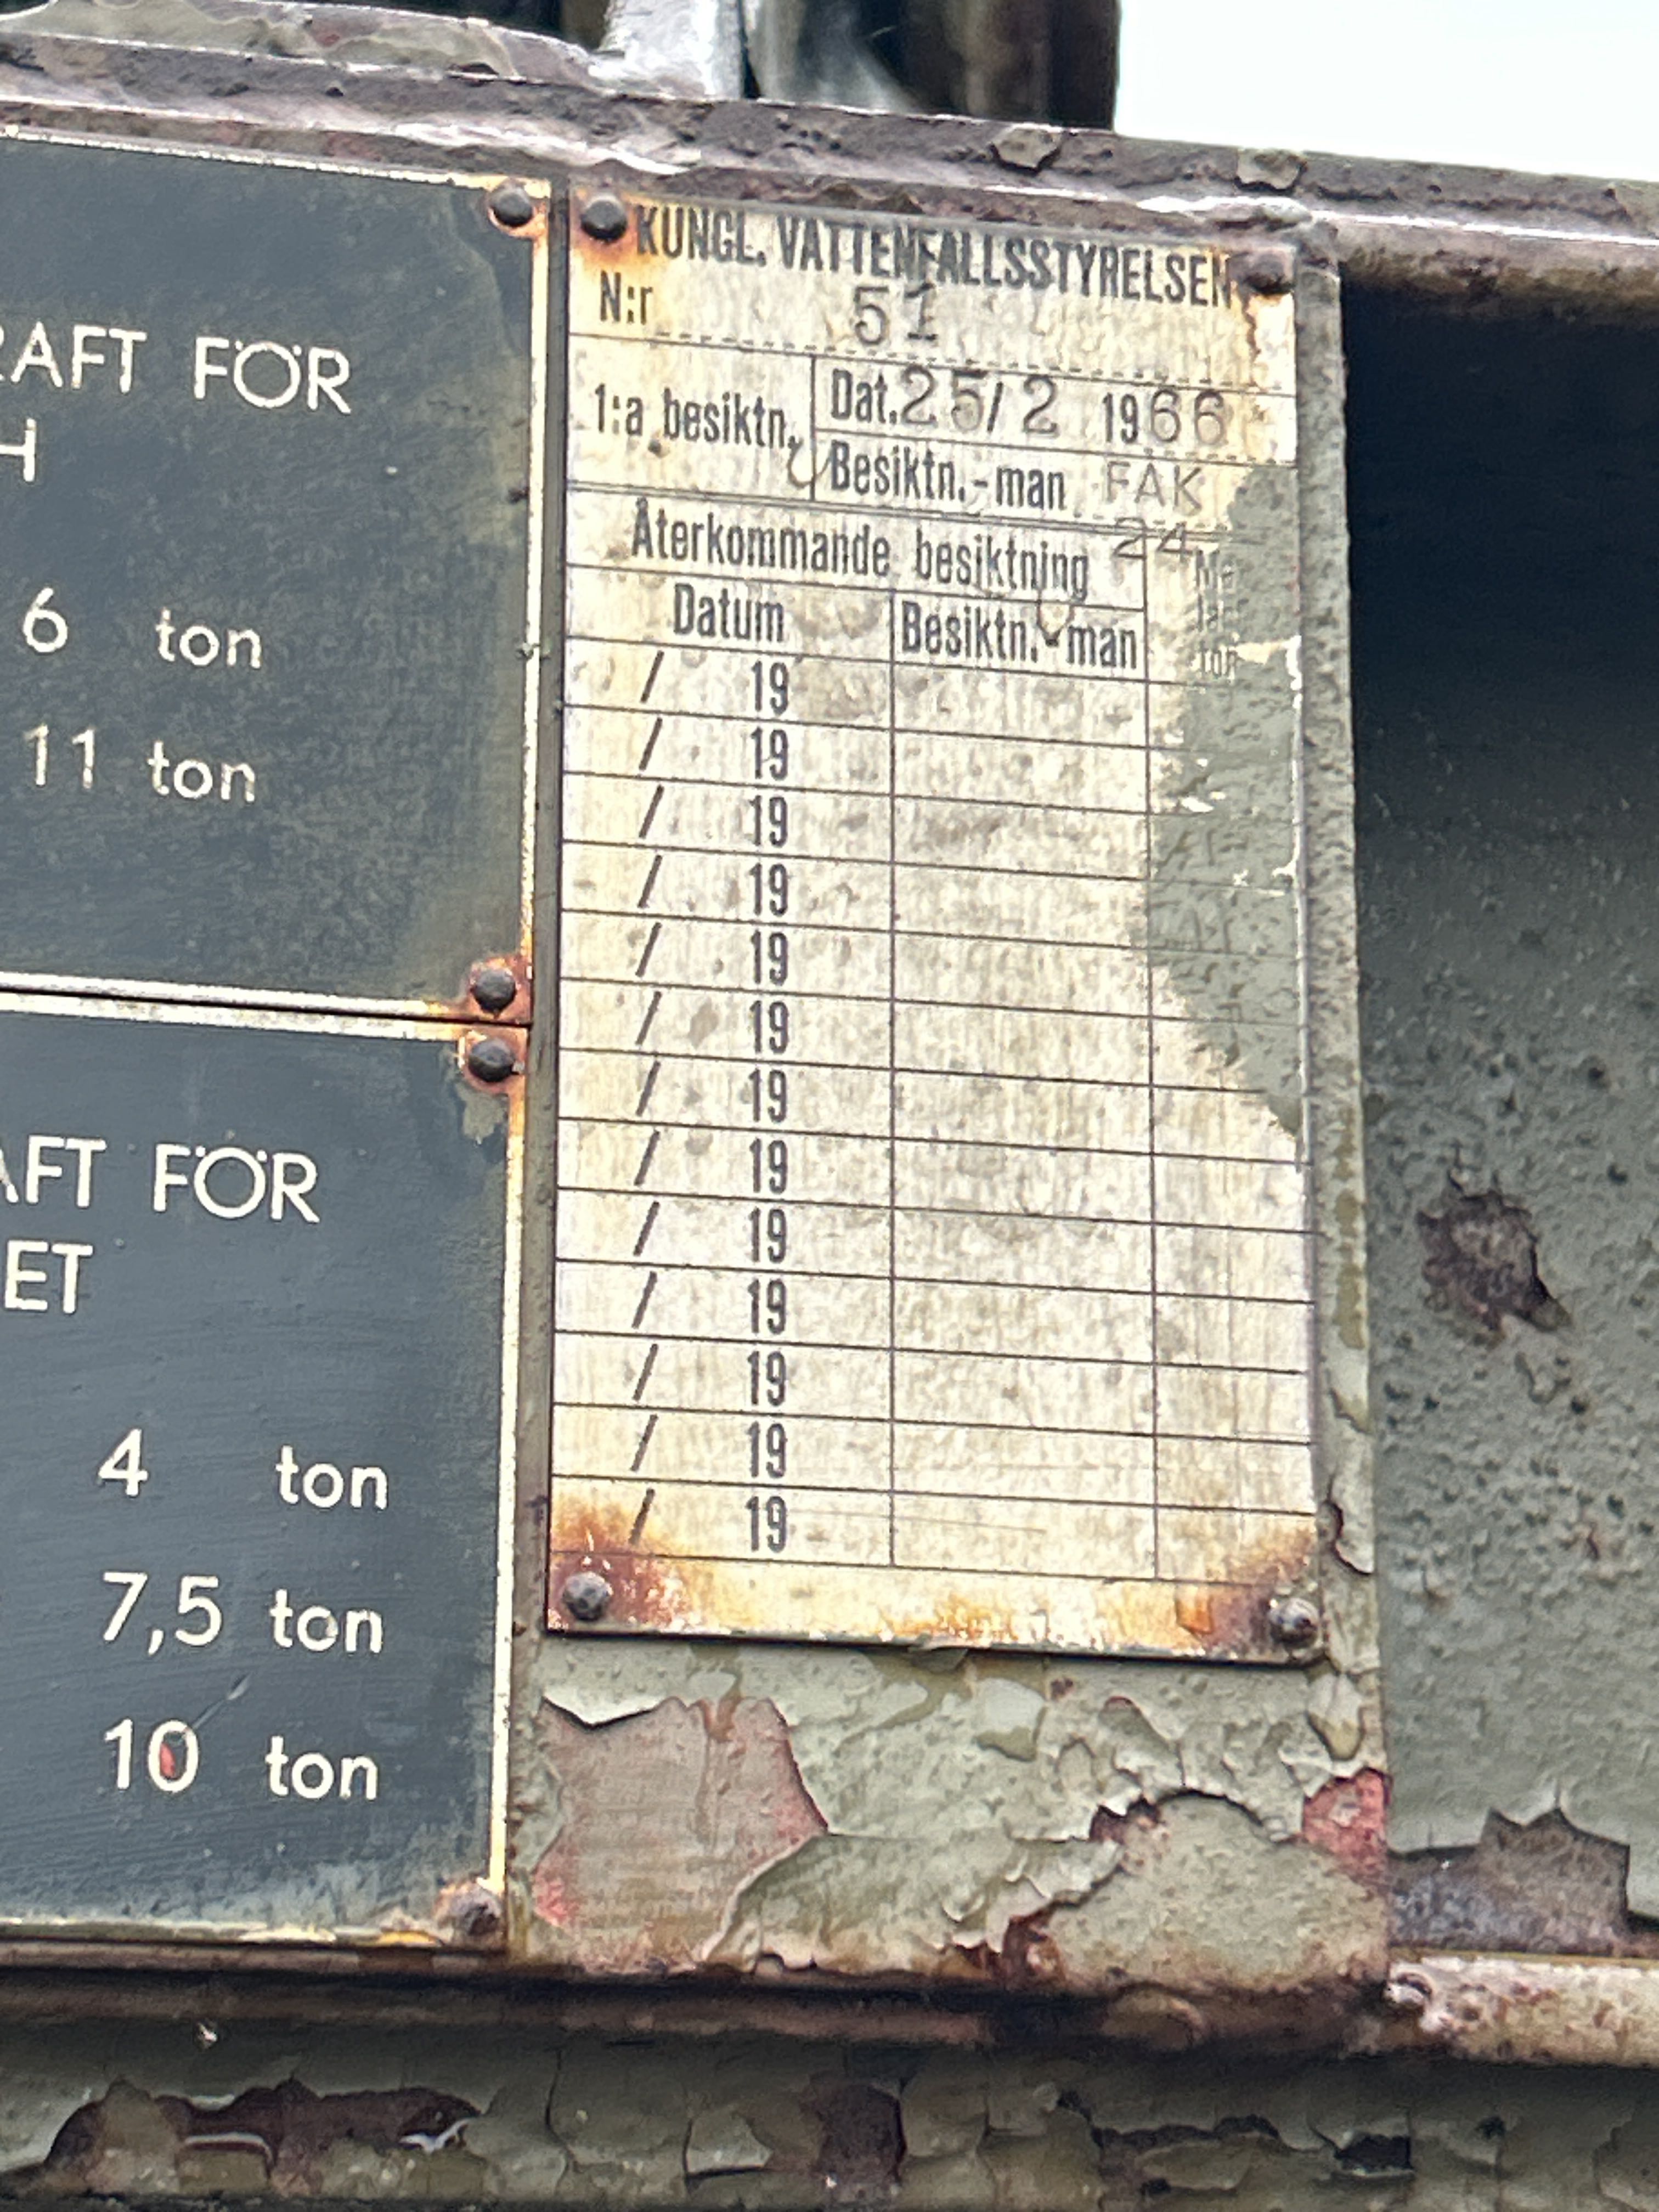 RAFT FÖR
H
6 ton
11 ton
AFT FÖR
ET
4 ton
7,5 ton
10 ton
KUNGL. VATTENFALLSSTYRELSEN
N:r 51
1:a besiktn.
Dat. 25/2 1966
Besiktn.-man FAK
Återkommande besiktning 24
Datum Besiktn.-man
/ 19
/ 19
/ 19
/ 19
/ 19
/ 19
/ 19
/ 19
/ 19
/ 19
/ 19
/ 19
/ 19